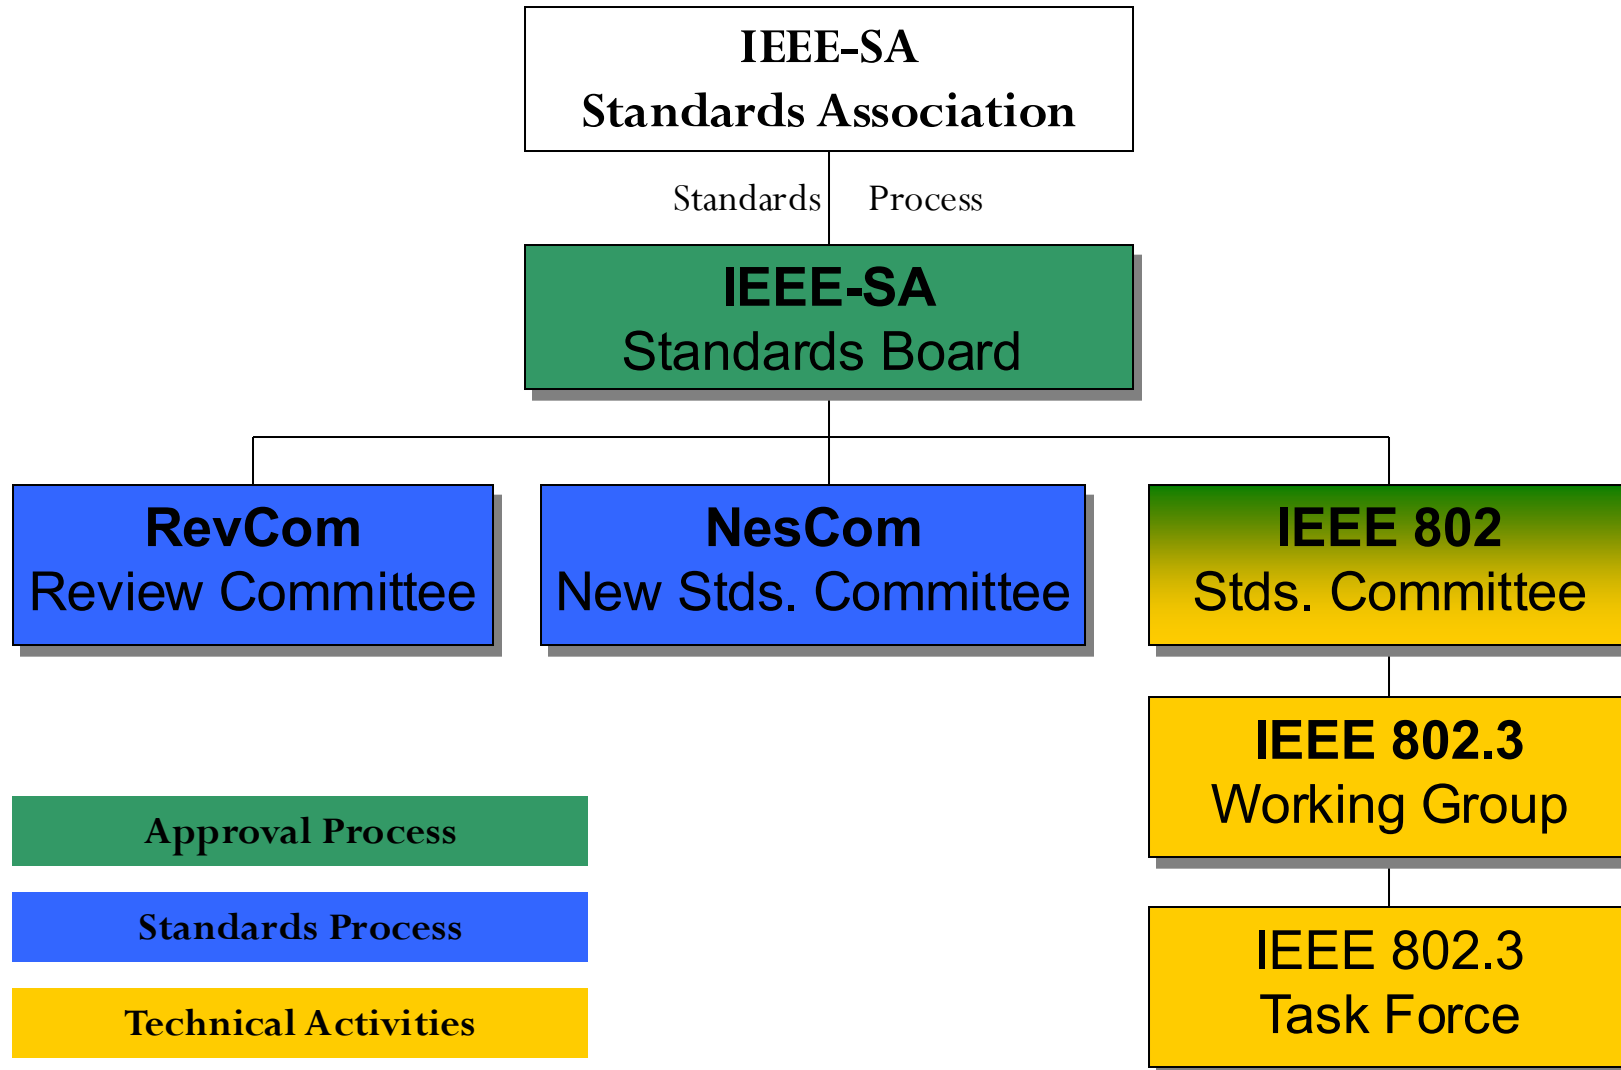 IEEE-SA
Standards Association
Standards Process
IEEE-SA
Standards Board
RevCom
Review Committee
NesCom
New Stds. Committee
IEEE 802
Stds. Committee
IEEE 802.3
Working Group
IEEE 802.3
Task Force
Approval Process
Standards Process
Technical Activities